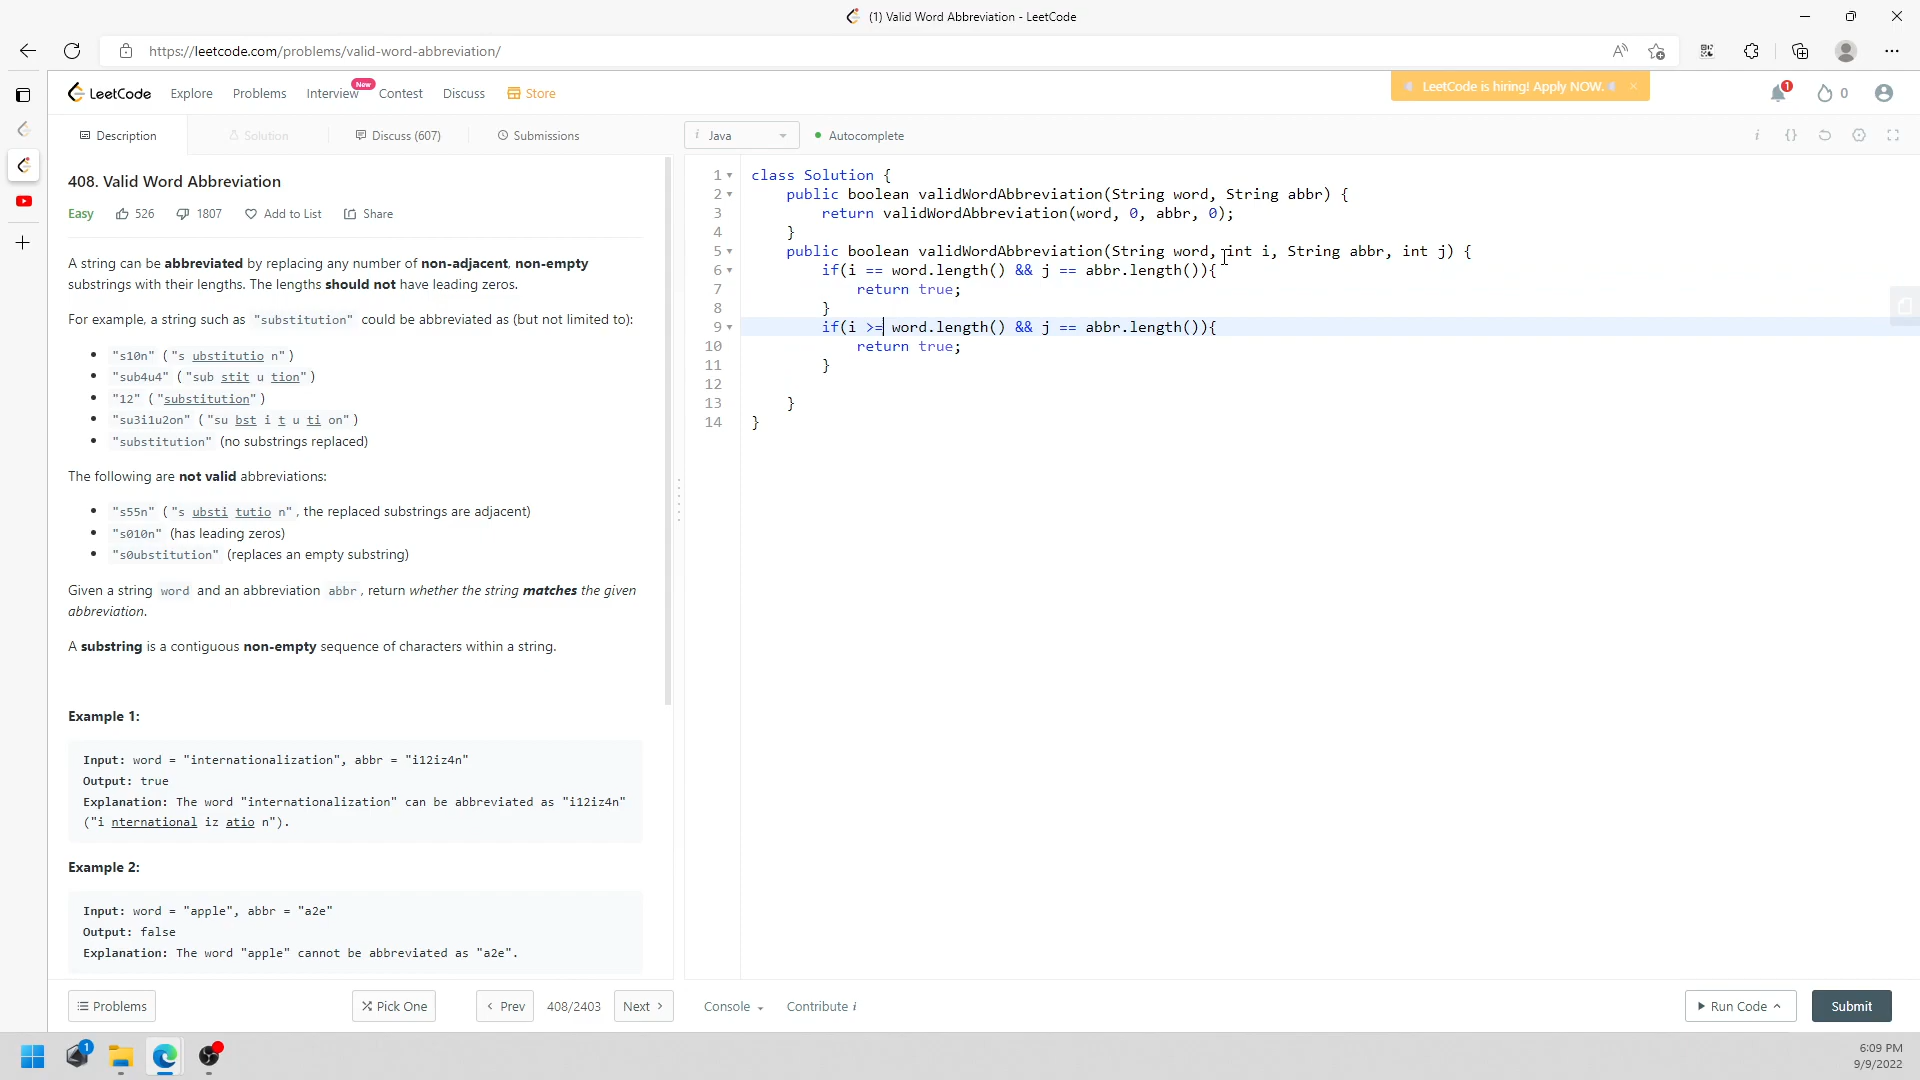 (1) Valid Word Abbreviation - LeetCode
https://leetcode.com/problems/valid-word-abbreviation/
LeetCode
Explore
Problems
Interview
New
Contest
Discuss
Store
LeetCode is hiring! Apply NOW.
1
0
Description
Solution
Discuss (607)
Submissions
i Java
Autocomplete
408. Valid Word Abbreviation
Easy
526
1807
Add to List
Share
A string can be abbreviated by replacing any number of non-adjacent, non-empty
substrings with their lengths. The lengths should not have leading zeros.
For example, a string such as "substitution" could be abbreviated as (but not limited to):
"s10n" ("s ubstitutio n")
"sub4u4" ("sub stit u tion")
"12" ("substitution")
"su3i1u2on" ("su bst i t u ti on")
"substitution" (no substrings replaced)
The following are not valid abbreviations:
"s55n" ("s ubsti tutio n", the replaced substrings are adjacent)
"s010n" (has leading zeros)
"s0ubstitution" (replaces an empty substring)
Given a string word and an abbreviation abbr, return whether the string matches the given
abbreviation.
A substring is a contiguous non-empty sequence of characters within a string.
Example 1:
Input: word = "internationalization", abbr = "i12iz4n"
Output: true
Explanation: The word "internationalization" can be abbreviated as "i12iz4n"
("i nternational iz atio n").
Example 2:
Input: word = "apple", abbr = "a2e"
Output: false
Explanation: The word "apple" cannot be abbreviated as "a2e".
1 class Solution {
2 public boolean validWordAbbreviation(String word, String abbr) {
3 return validWordAbbreviation(word, 0, abbr, 0);
4 }
5 public boolean validWordAbbreviation(String word, int i, String abbr, int j) {
6 if(i == word.length() && j == abbr.length()){
7 return true;
8 }
9 if(i >= word.length() && j == abbr.length()){
10 return true;
11 }
12
13 }
14 }
Problems
Pick One
Prev
408/2403
Next
Console
Contribute i
Run Code
Submit
1
6:09 PM
9/9/2022